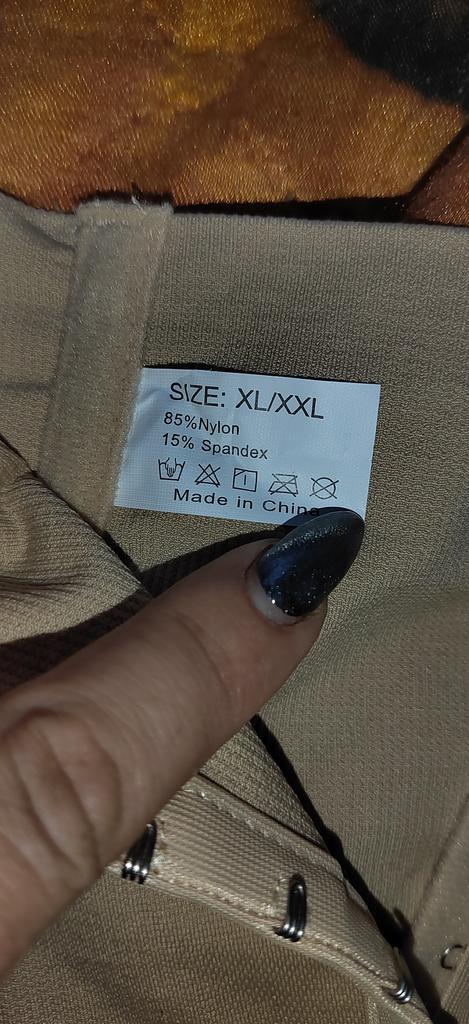 SIZE: XL/XXL
85%Nylon
15% Spandex
Made in China